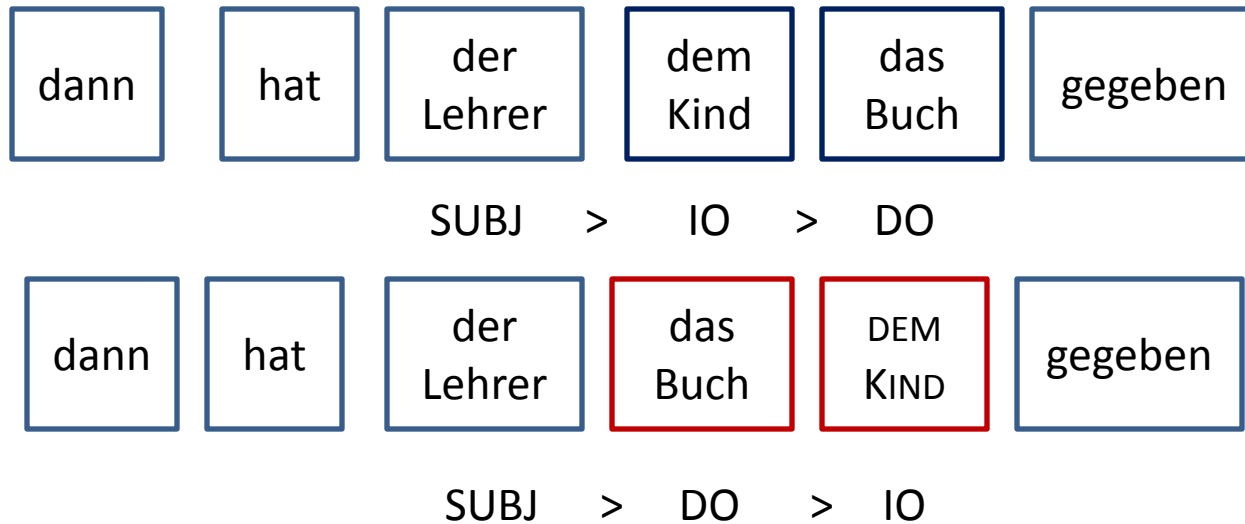 dann hat der Lehrer dem Kind das Buch gegeben
SUBJ > IO > DO
dann hat der Lehrer das Buch DEM KIND gegeben
SUBJ > DO > IO